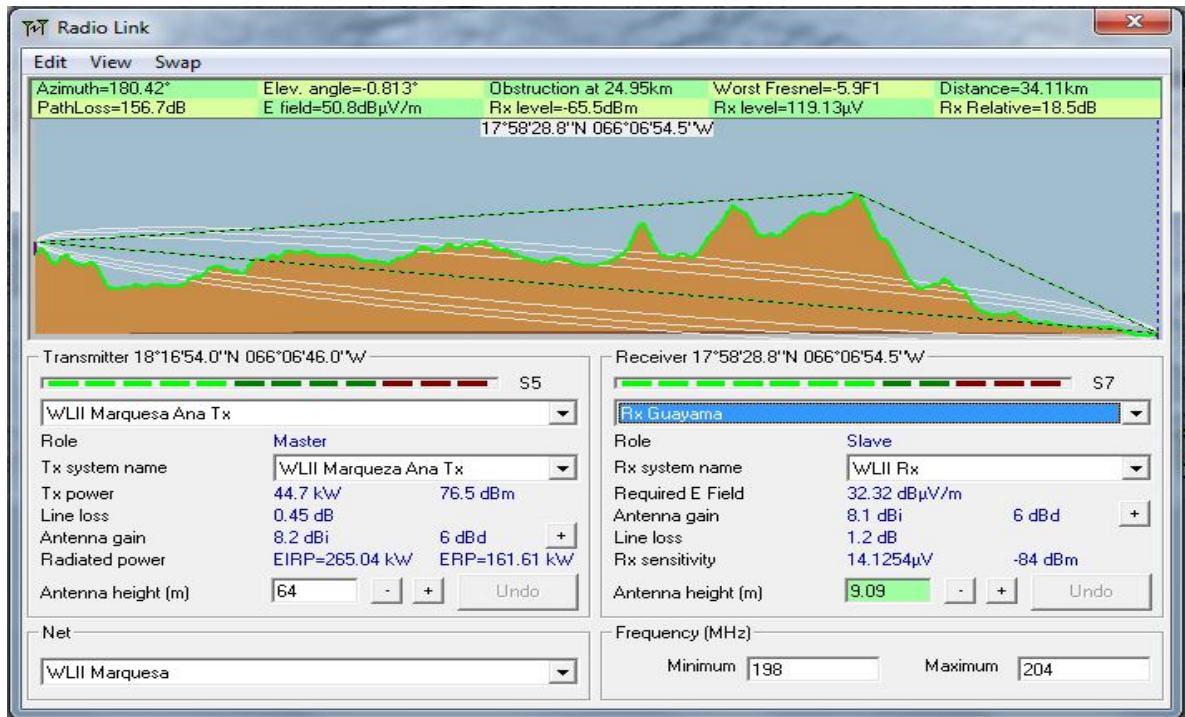 Radio Link
Edit View Swap
Azimuth=180.42° Elev. angle=-0.813° Obstruction at 24.95km Worst Fresnel=-5.9F1 Distance=34.11km
PathLoss=156.7dB E field=50.8dBµV/m Rx level=-65.5dBm Rx level=119.13µV Rx Relative=18.5dB
17°58'28.8"N 066°06'54.5"W
Transmitter 18°16'54.0"N 066°06'46.0"W
S5
WLII Marquesa Ana Tx
Role Master
Tx system name WLII Marqueza Ana Tx
Tx power 44.7 kW 76.5 dBm
Line loss 0.45 dB
Antenna gain 8.2 dBi 6 dBd +
Radiated power EIRP=265.04 kW ERP=161.61 kW
Antenna height (m) 64 - + Undo
Net
WLII Marquesa
Receiver 17°58'28.8"N 066°06'54.5"W
S7
Rx Guayama
Role Slave
Rx system name WLII Rx
Required E Field 32.32 dBµV/m
Antenna gain 8.1 dBi 6 dBd +
Line loss 1.2 dB
Rx sensitivity 14.1254µV -84 dBm
Antenna height (m) 9.09 - + Undo
Frequency (MHz)
Minimum 198 Maximum 204